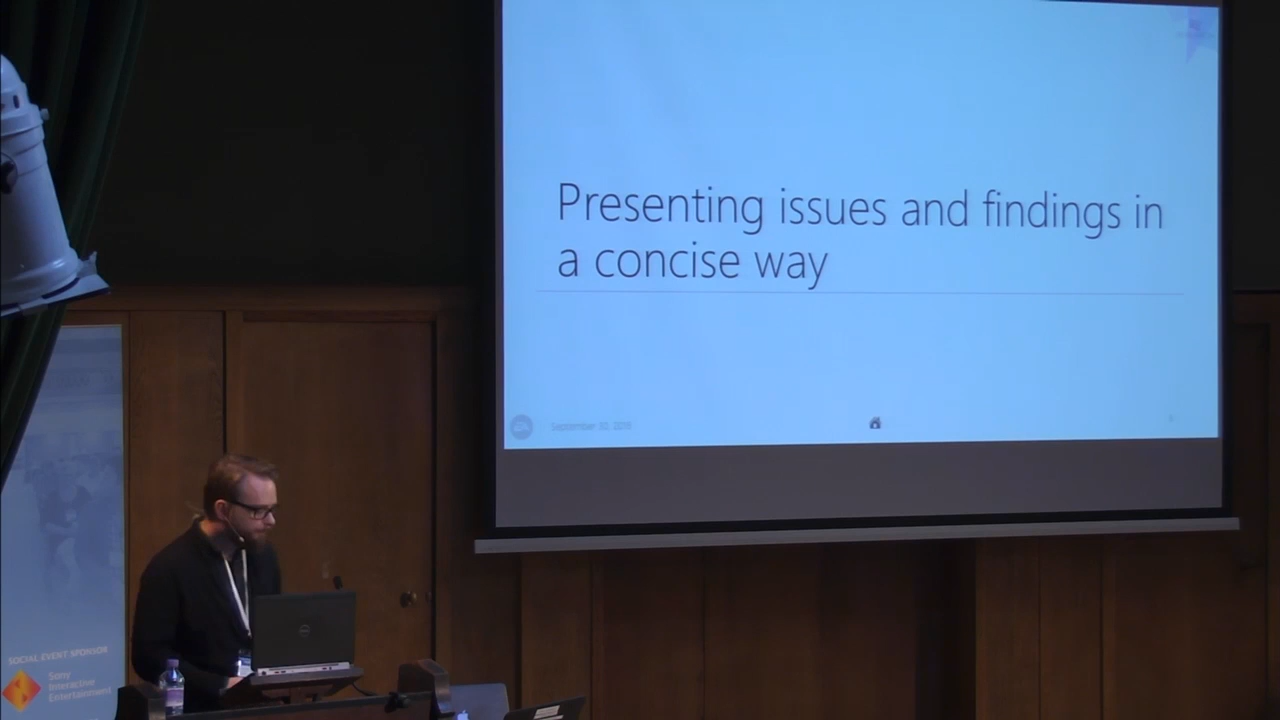 Presenting issues and findings in
a concise way
SOCIAL EVENT SPONSOR
Sony
Interactive
Entertainment